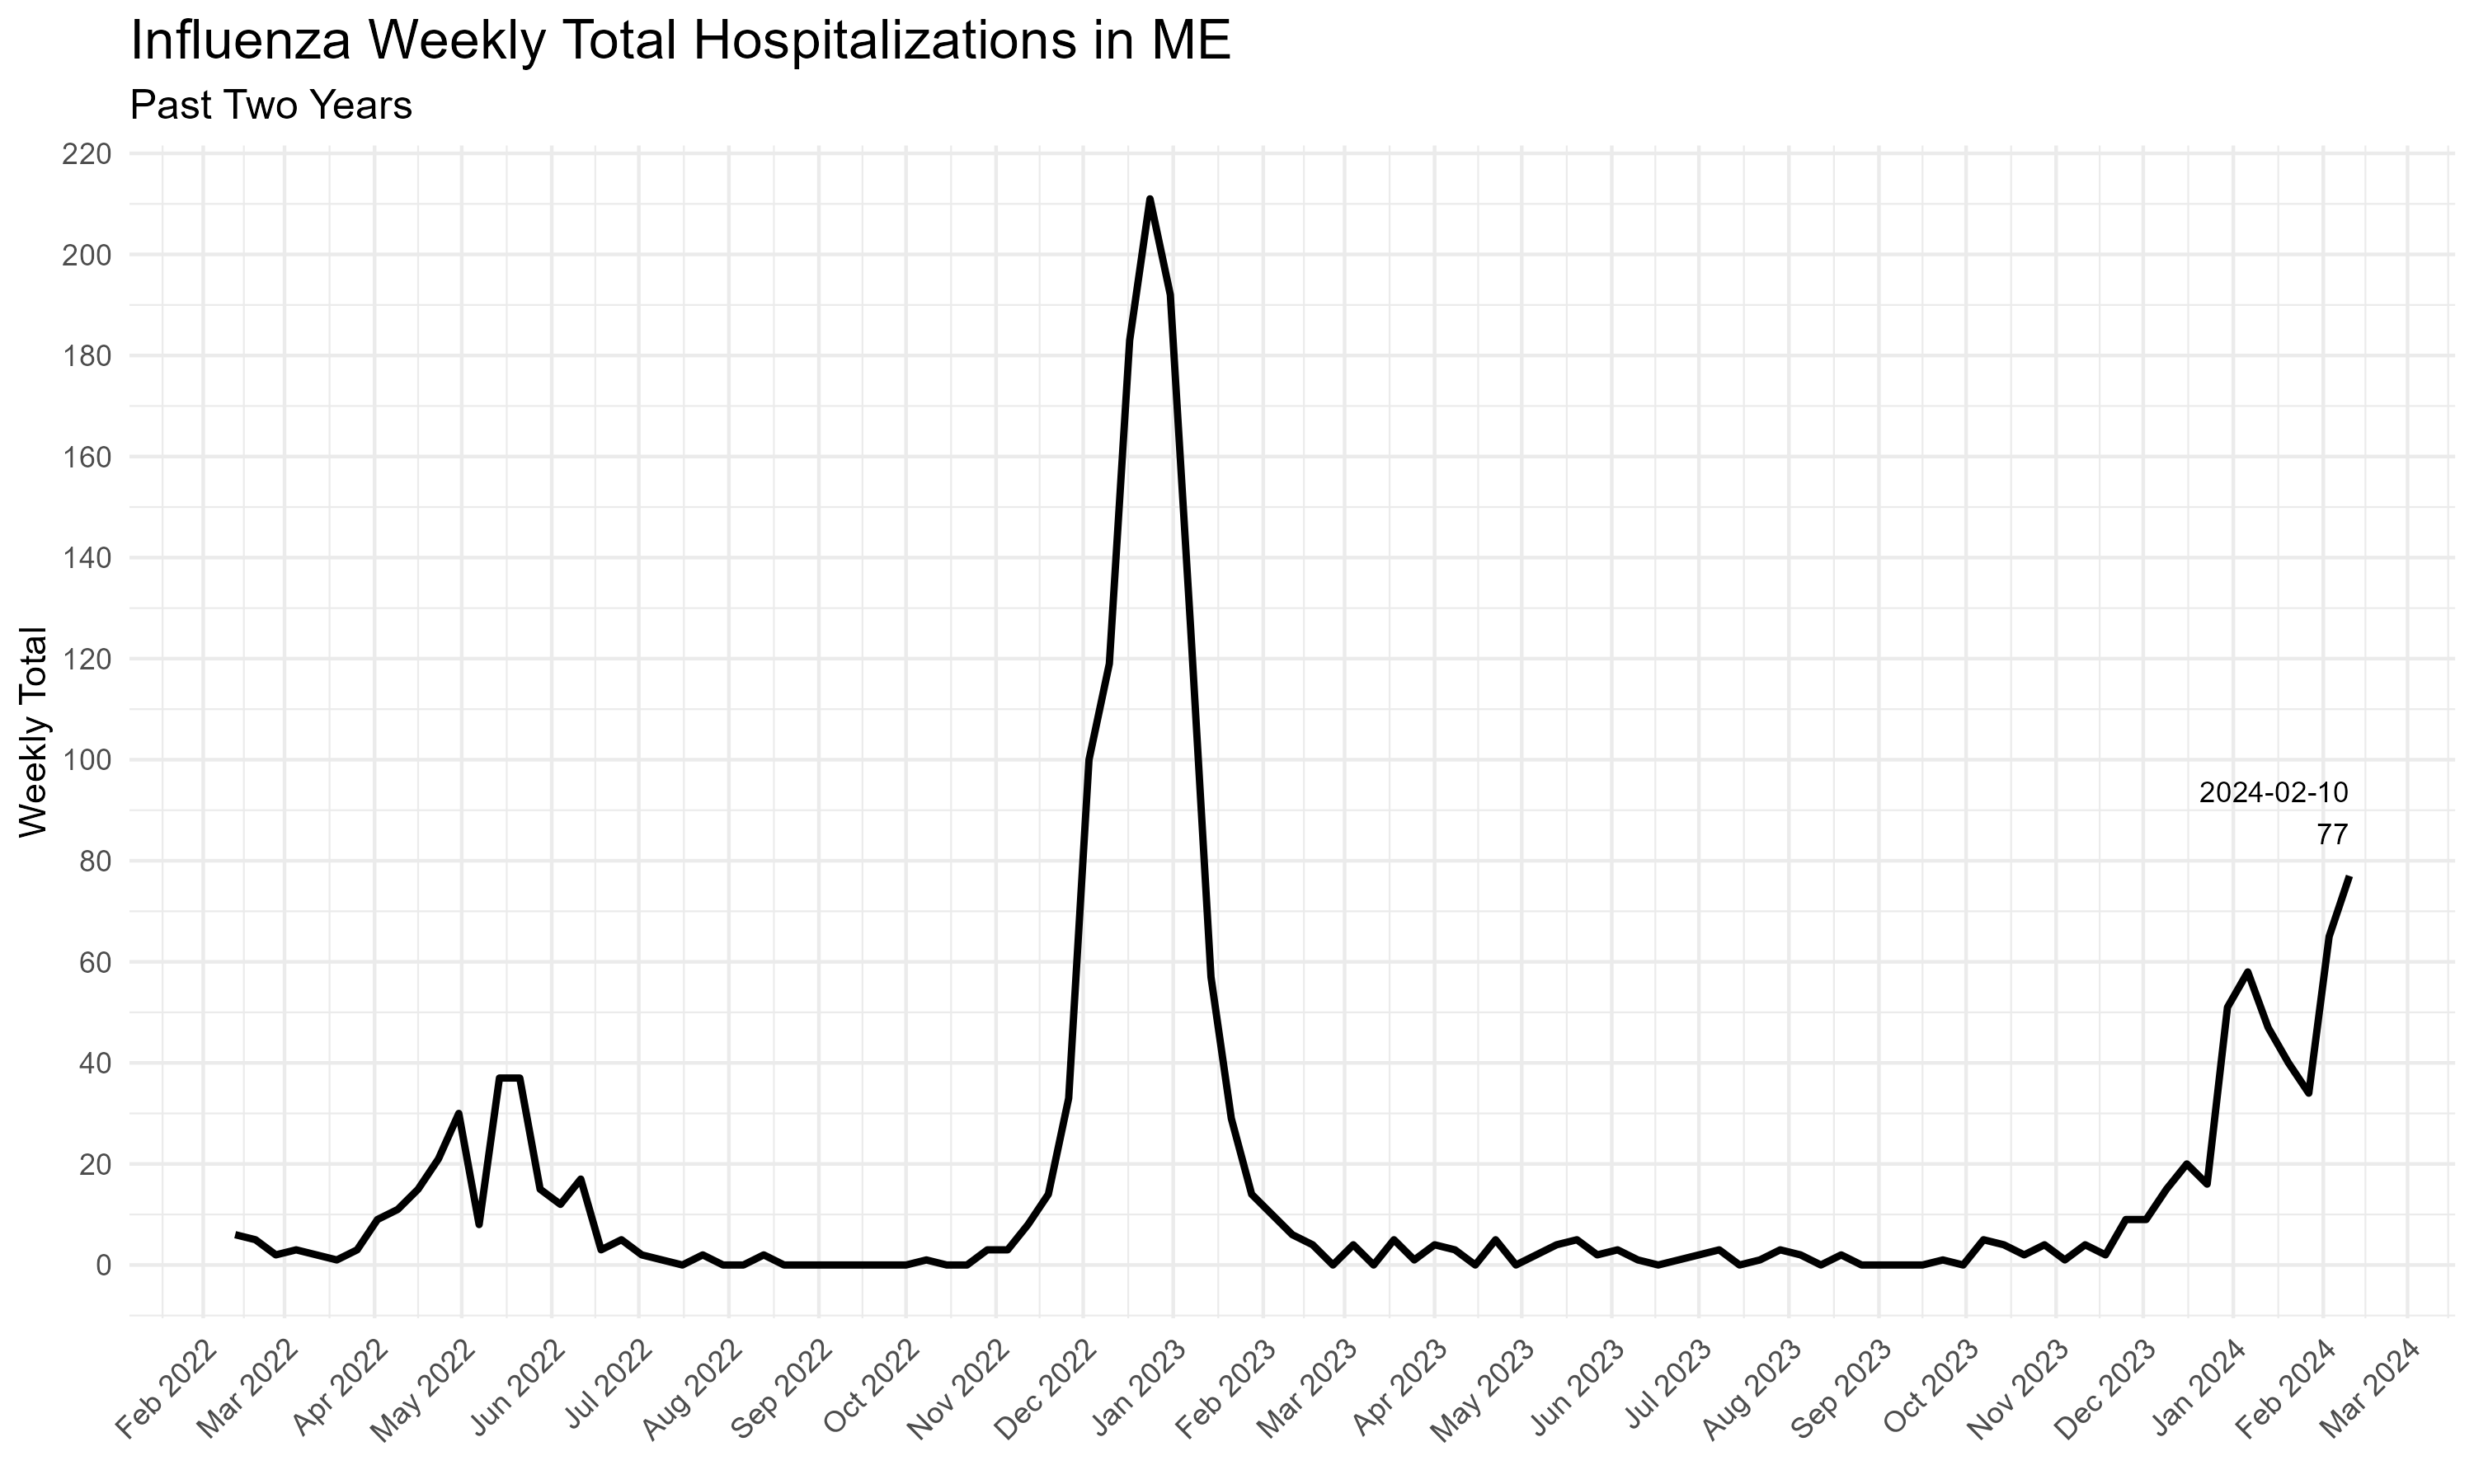 Influenza Weekly Total Hospitalizations in ME
Past Two Years
Weekly Total
220
200
180
160
140
120
100
80
60
40
20
0
2024-02-10
77
Feb 2022
Mar 2022
Apr 2022
May 2022
Jun 2022
Jul 2022
Aug 2022
Sep 2022
Oct 2022
Nov 2022
Dec 2022
Jan 2023
Feb 2023
Mar 2023
Apr 2023
May 2023
Jun 2023
Jul 2023
Aug 2023
Sep 2023
Oct 2023
Nov 2023
Dec 2023
Jan 2024
Feb 2024
Mar 2024